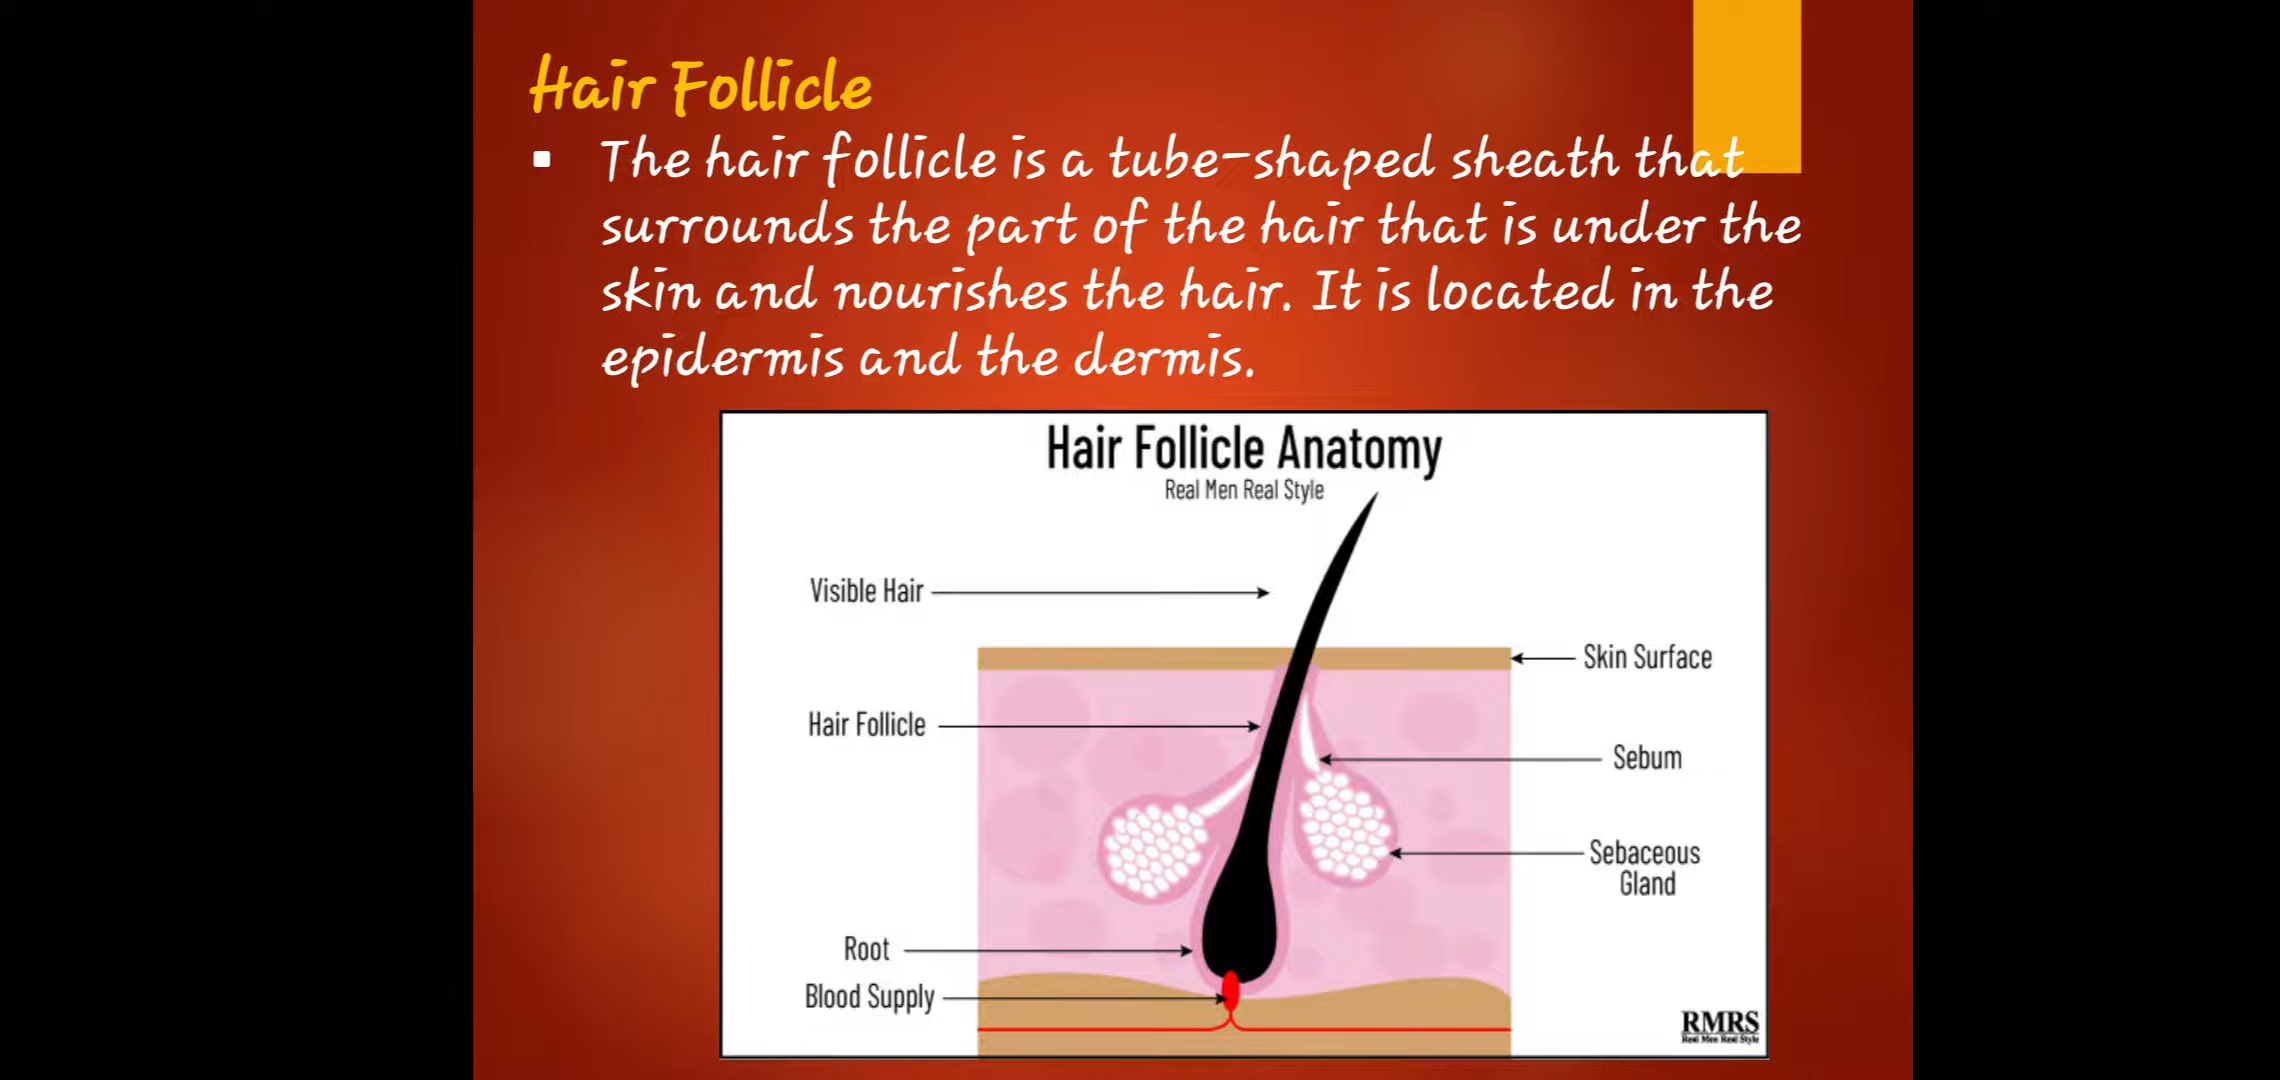 Hair Follicle
▪ The hair follicle is a tube-shaped sheath that
surrounds the part of the hair that is under the
skin and nourishes the hair. It is located in the
epidermis and the dermis.
Hair Follicle Anatomy
Real Men Real Style
Visible Hair
Skin Surface
Hair Follicle
Sebum
Sebaceous
Gland
Root
Blood Supply
RMRS
Real Men Real Style